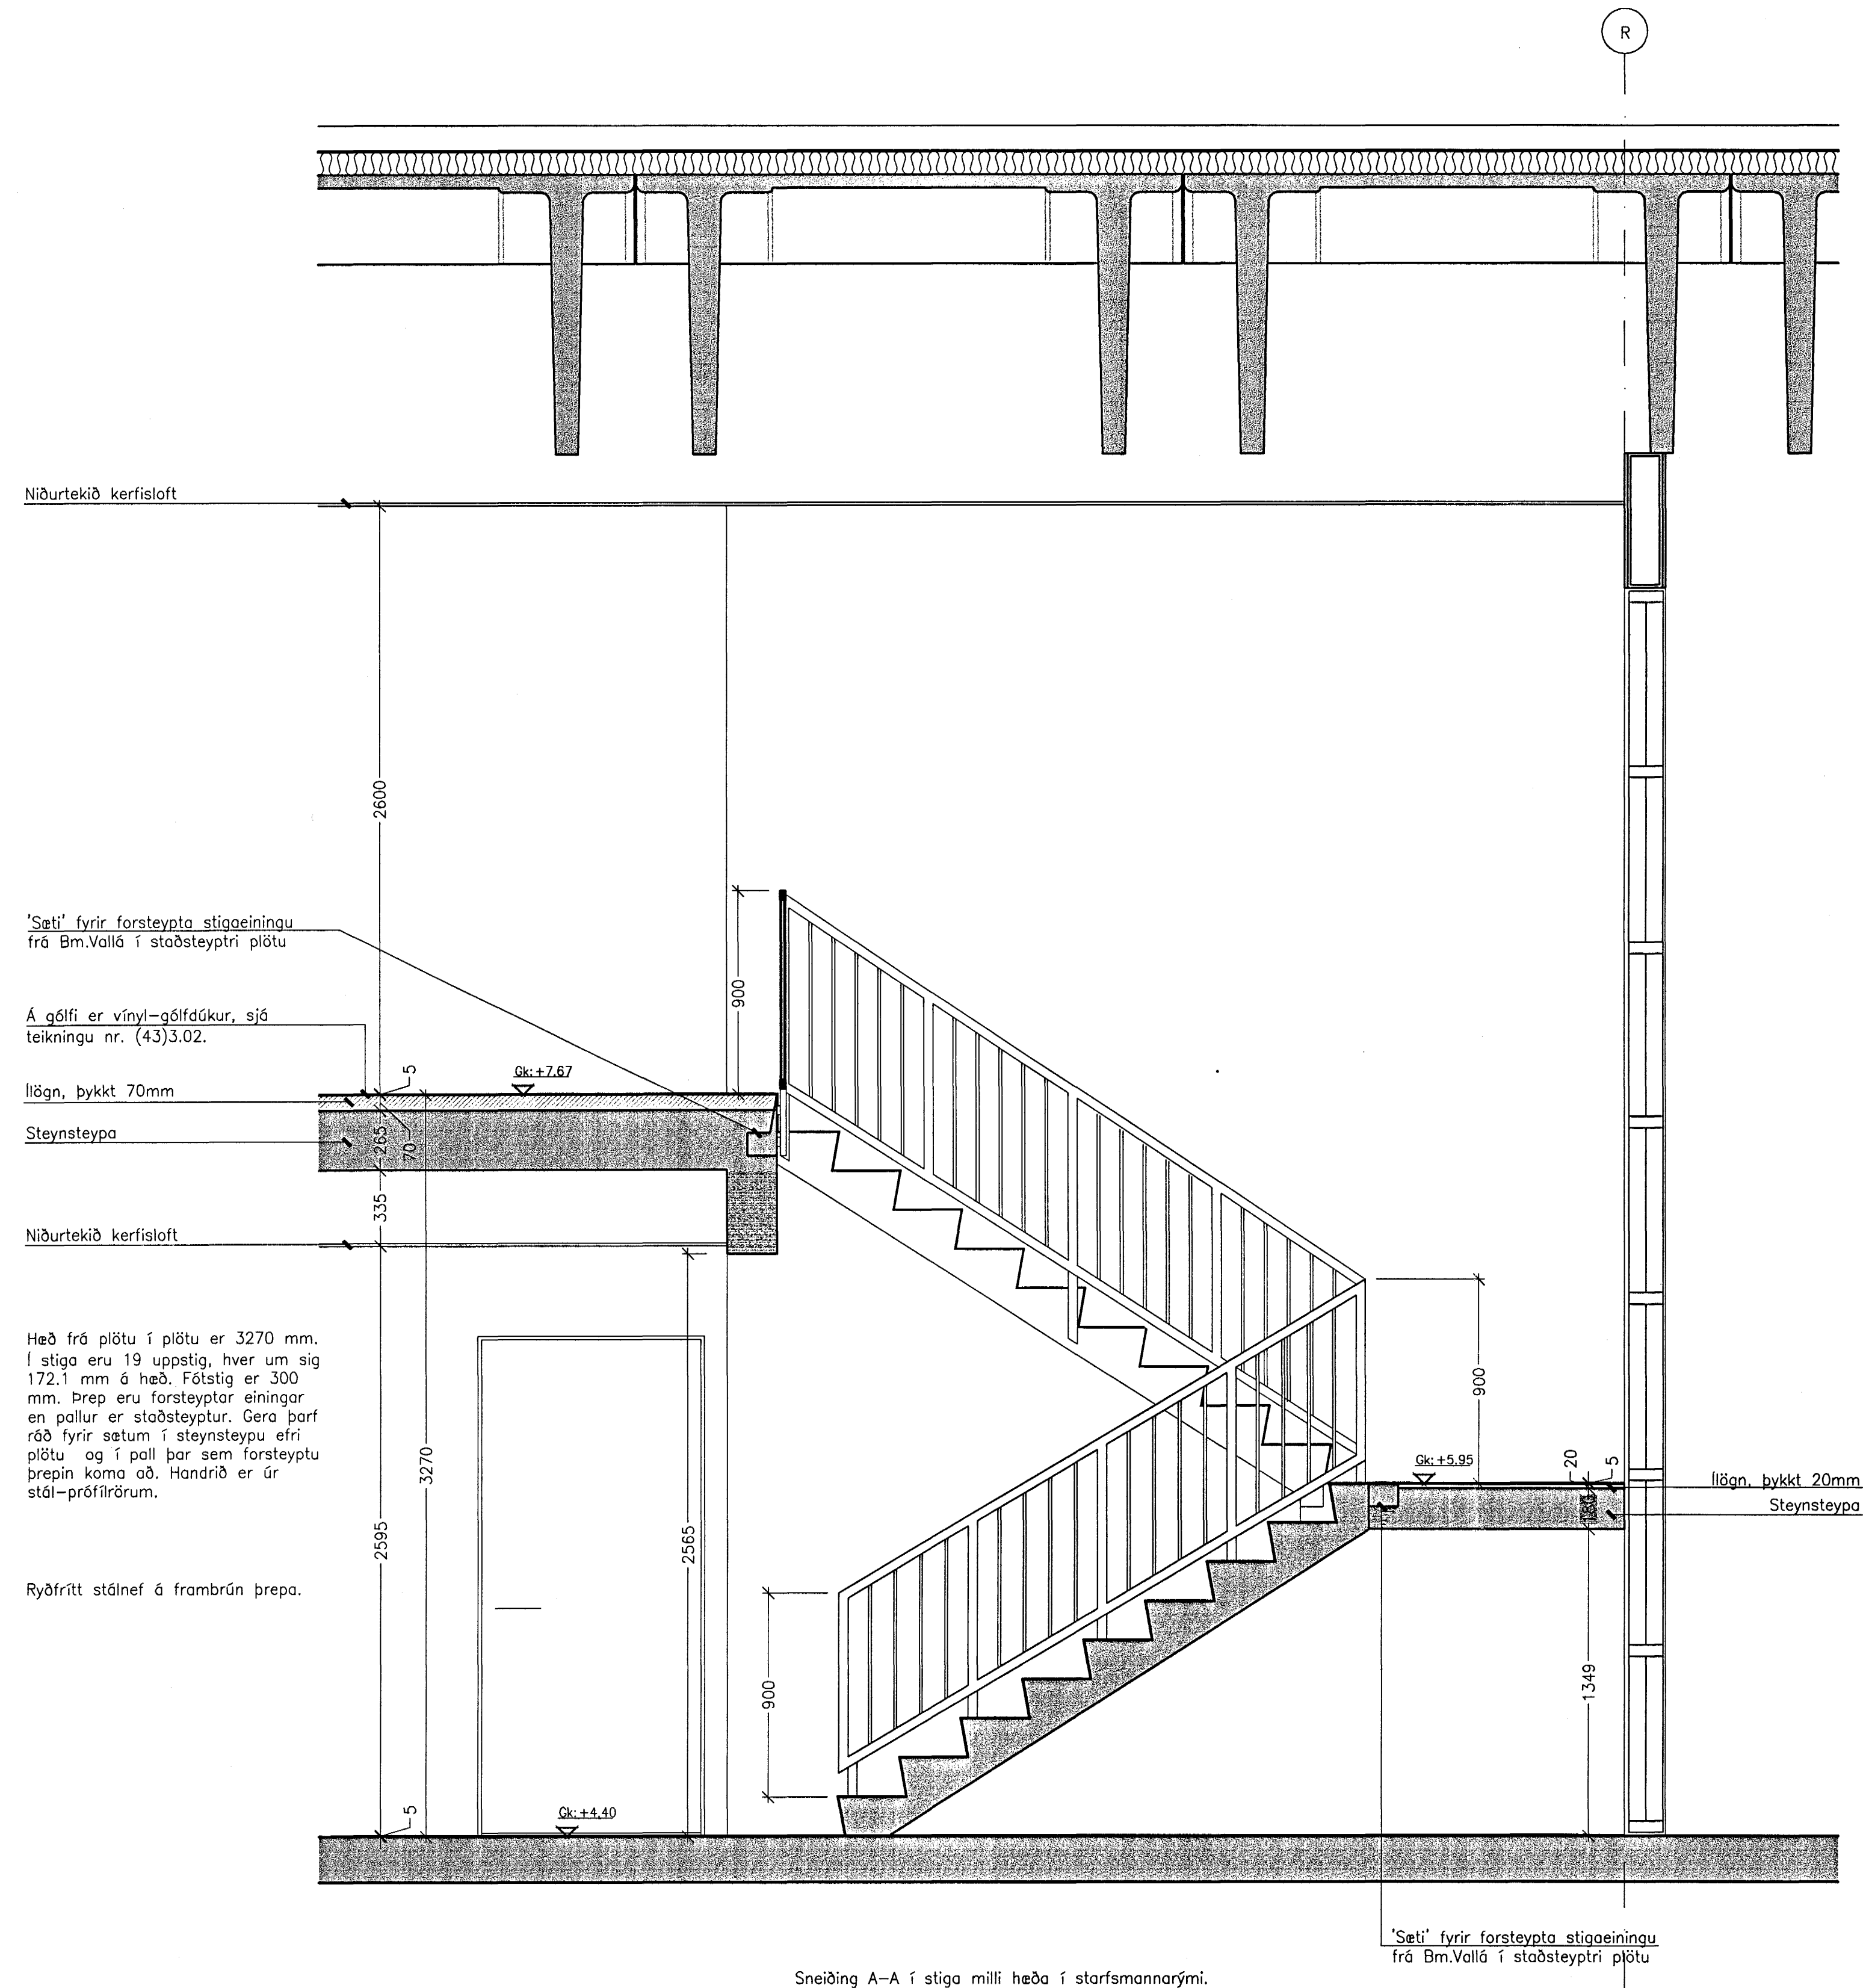 R
Niðurtekið kerfisloft
2600
'Sæti' fyrir forsteypta stigaeiningu
frá Bm.Vallá í staðsteyptri plötu
900
Á gólfi er vínyl-gólfdúkur, sjá
teikningu nr. (43)3.02.
5
Gk: +7.67
Ílögn, þykkt 70mm
Steynsteypa
265
70
335
Niðurtekið kerfisloft
Hæð frá plötu í plötu er 3270 mm.
Í stiga eru 19 uppstig, hver um sig
172.1 mm á hæð. Fótstig er 300
mm. Þrep eru forsteyptar einingar
en pallur er staðsteyptur. Gera þarf
ráð fyrir sætum í steynsteypu efri
plötu og í pall þar sem forsteyptu
þrepin koma að. Handrið er úr
stál-prófílrörum.
3270
900
Gk: +5.95
20
5
Ílögn, þykkt 20mm
Steynsteypa
180
2595
2565
Ryðfrítt stálnef á frambrún þrepa.
900
1349
5
Gk: +4.40
'Sæti' fyrir forsteypta stigaeiningu
frá Bm.Vallá í staðsteyptri plötu
Sneiðing A-A í stiga milli hæða í starfsmannarými.